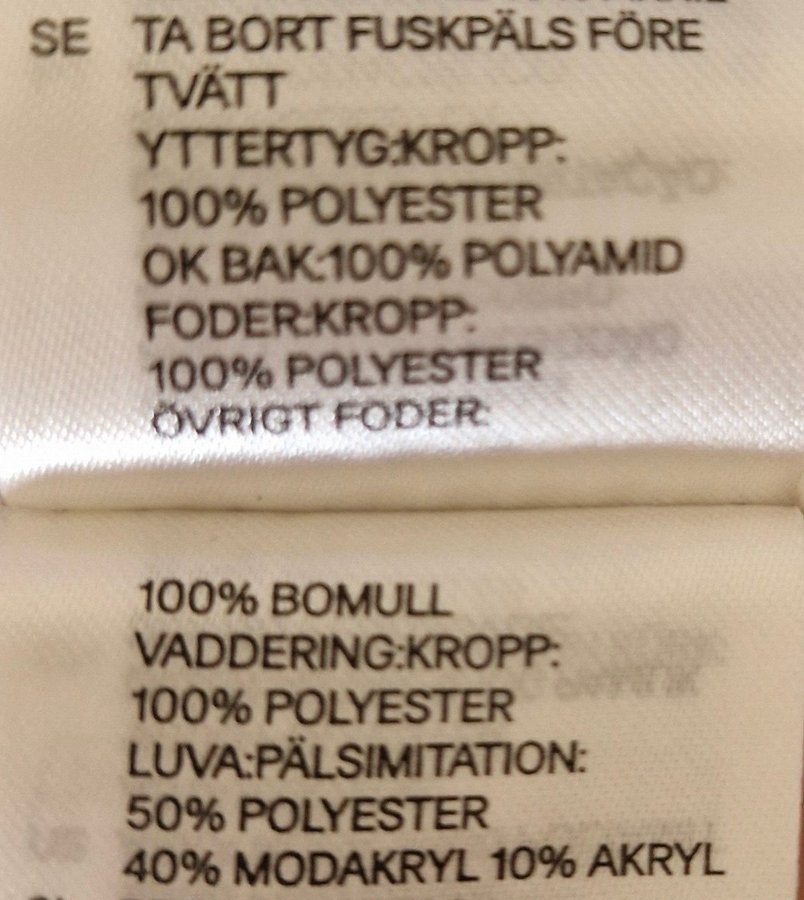 SE TA BORT FUSKPÄLS FÖRE
TVÄTT
YTTERTYG:KROPP:
100% POLYESTER
OK BAK:100% POLYAMID
FODER:KROPP:
100% POLYESTER
ÖVRIGT FODER:
100% BOMULL
VADDERING:KROPP:
100% POLYESTER
LUVA:PÄLSIMITATION:
50% POLYESTER
40% MODAKRYL 10% AKRYL